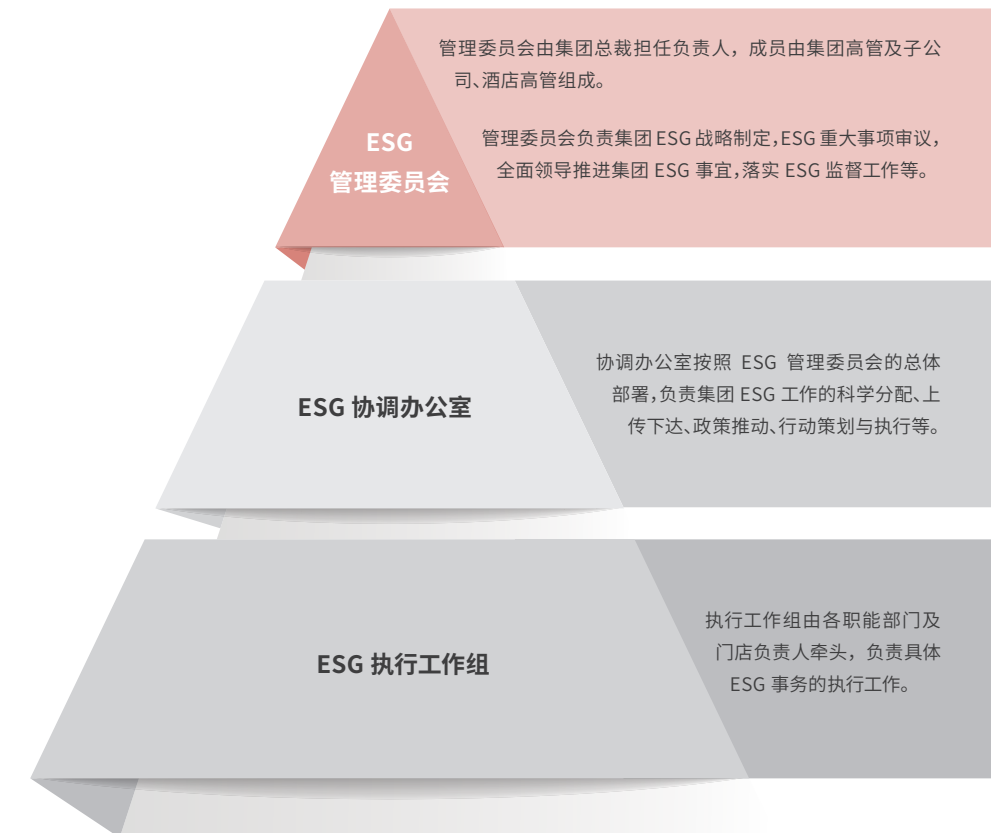 管理委员会由集团总裁担任负责人，成员由集团高管及子公
司、酒店高管组成。
ESG
管理委员会
管理委员会负责集团 ESG 战略制定，ESG 重大事项审议，
全面领导推进集团 ESG 事宜，落实 ESG 监督工作等。
ESG 协调办公室
协调办公室按照 ESG 管理委员会的总体
部署，负责集团 ESG 工作的科学分配、上
传下达、政策推动、行动策划与执行等。
ESG 执行工作组
执行工作组由各职能部门及
门店负责人牵头，负责具体
ESG 事务的执行工作。